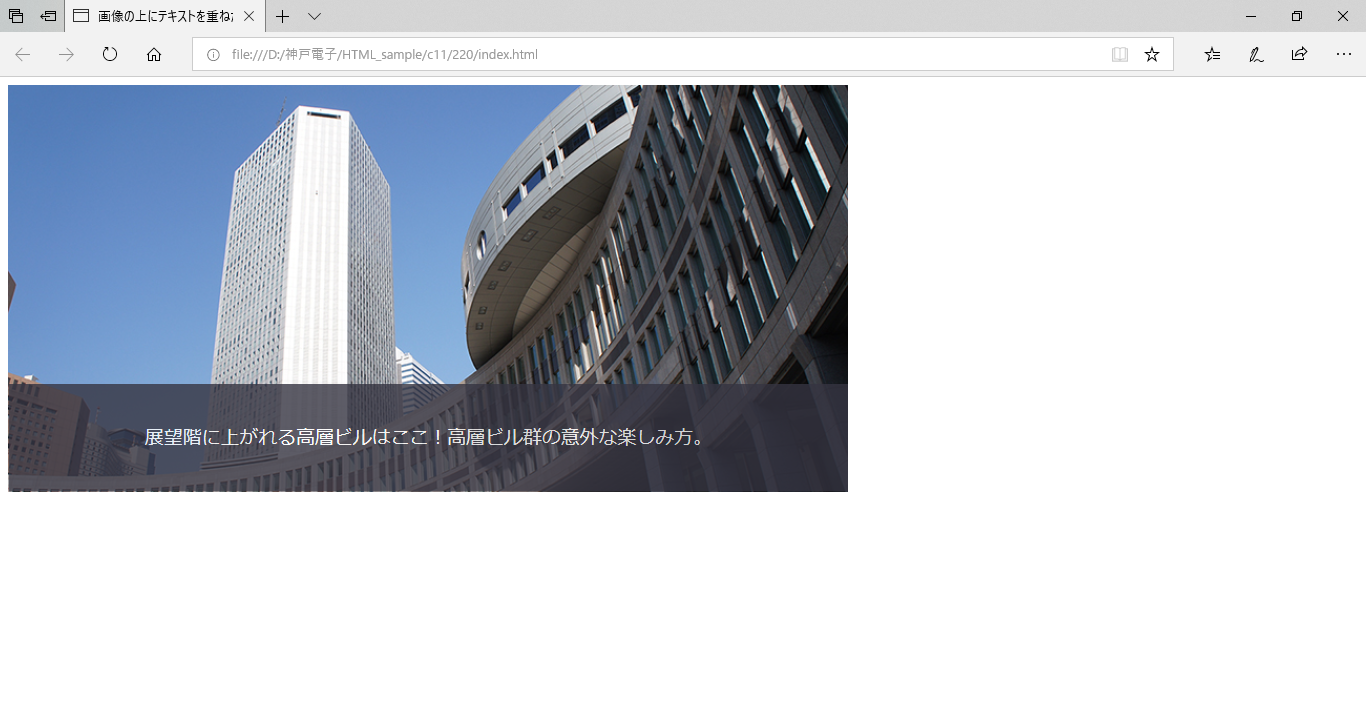 画像の上にテキストを重ねた
file:///D:/神戸電子/HTML_sample/c11/220/index.html
展望階に上がれる高層ビルはここ！高層ビル群の意外な楽しみ方。